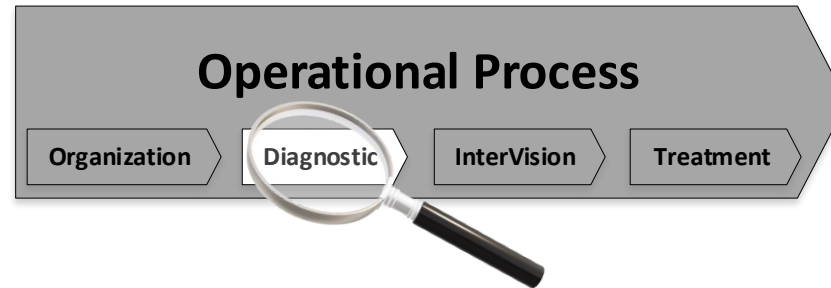 Operational Process
Organization
Diagnostic
InterVision
Treatment